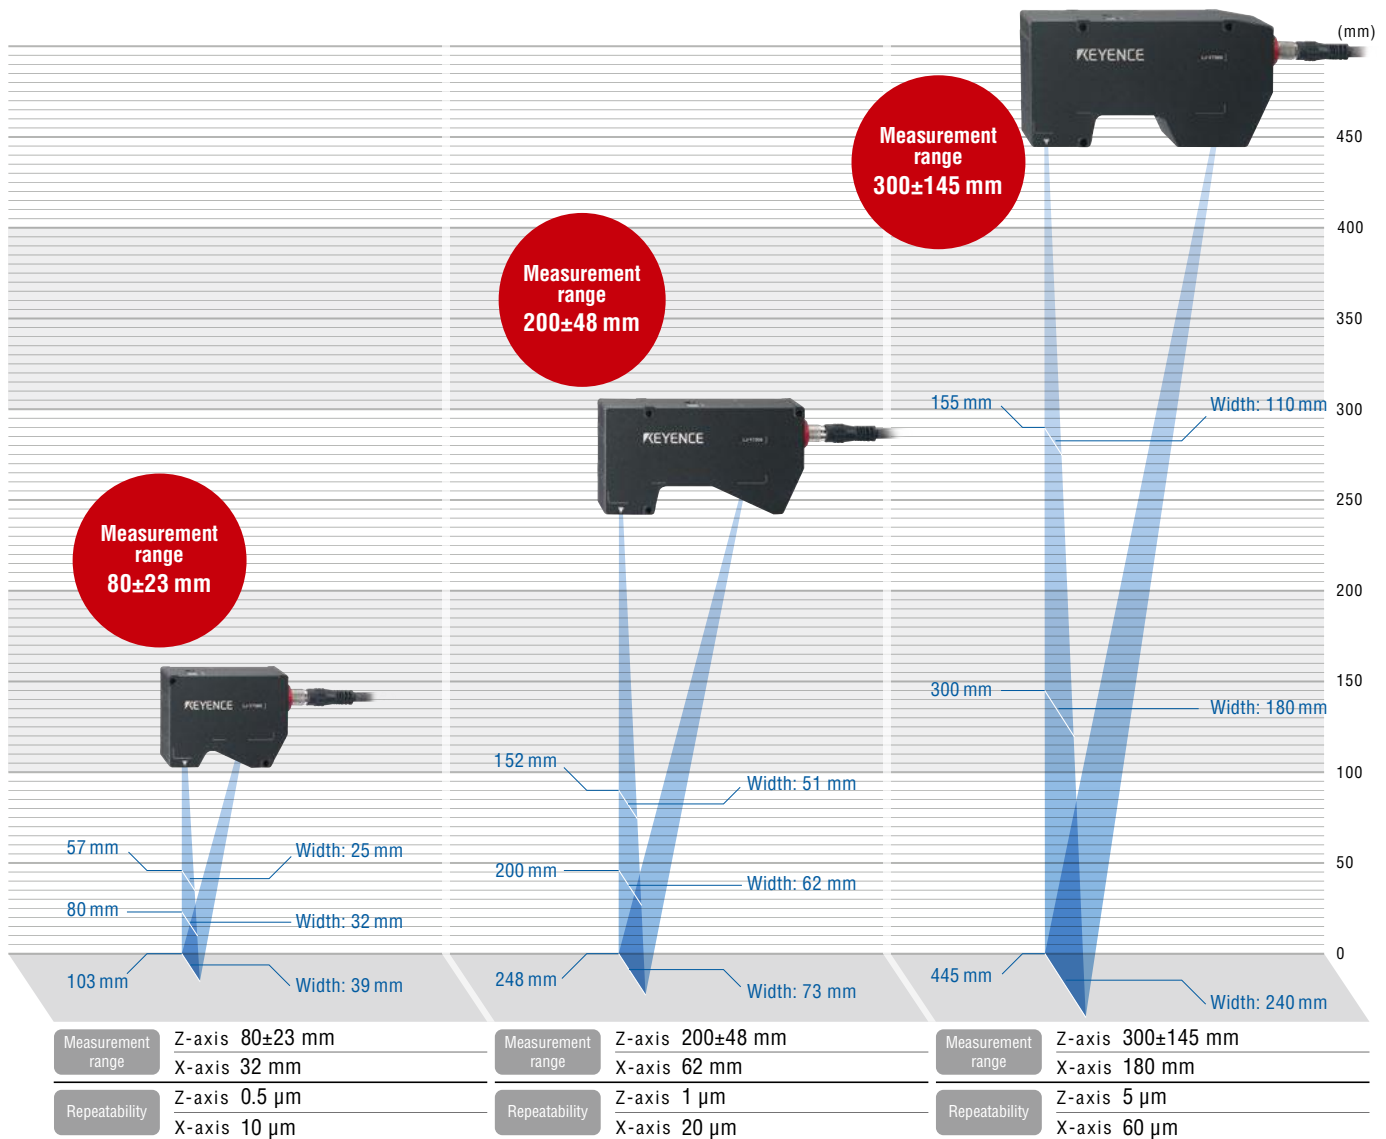 (mm)
KEYENCE
Measurement
range
300±145 mm
450
400
Measurement
range
200±48 mm
350
155 mm
Width: 110 mm
300
KEYENCE
250
Measurement
range
80±23 mm
200
150
300 mm
Width: 180 mm
KEYENCE
152 mm
Width: 51 mm
100
57 mm
Width: 25 mm
50
200 mm
Width: 62 mm
80 mm
Width: 32 mm
0
103 mm
Width: 39 mm
248 mm
Width: 73 mm
445 mm
Width: 240 mm
Measurement
range
Z-axis 80±23 mm
X-axis 32 mm
Repeatability
Z-axis 0.5 µm
X-axis 10 µm
Measurement
range
Z-axis 200±48 mm
X-axis 62 mm
Repeatability
Z-axis 1 µm
X-axis 20 µm
Measurement
range
Z-axis 300±145 mm
X-axis 180 mm
Repeatability
Z-axis 5 µm
X-axis 60 µm